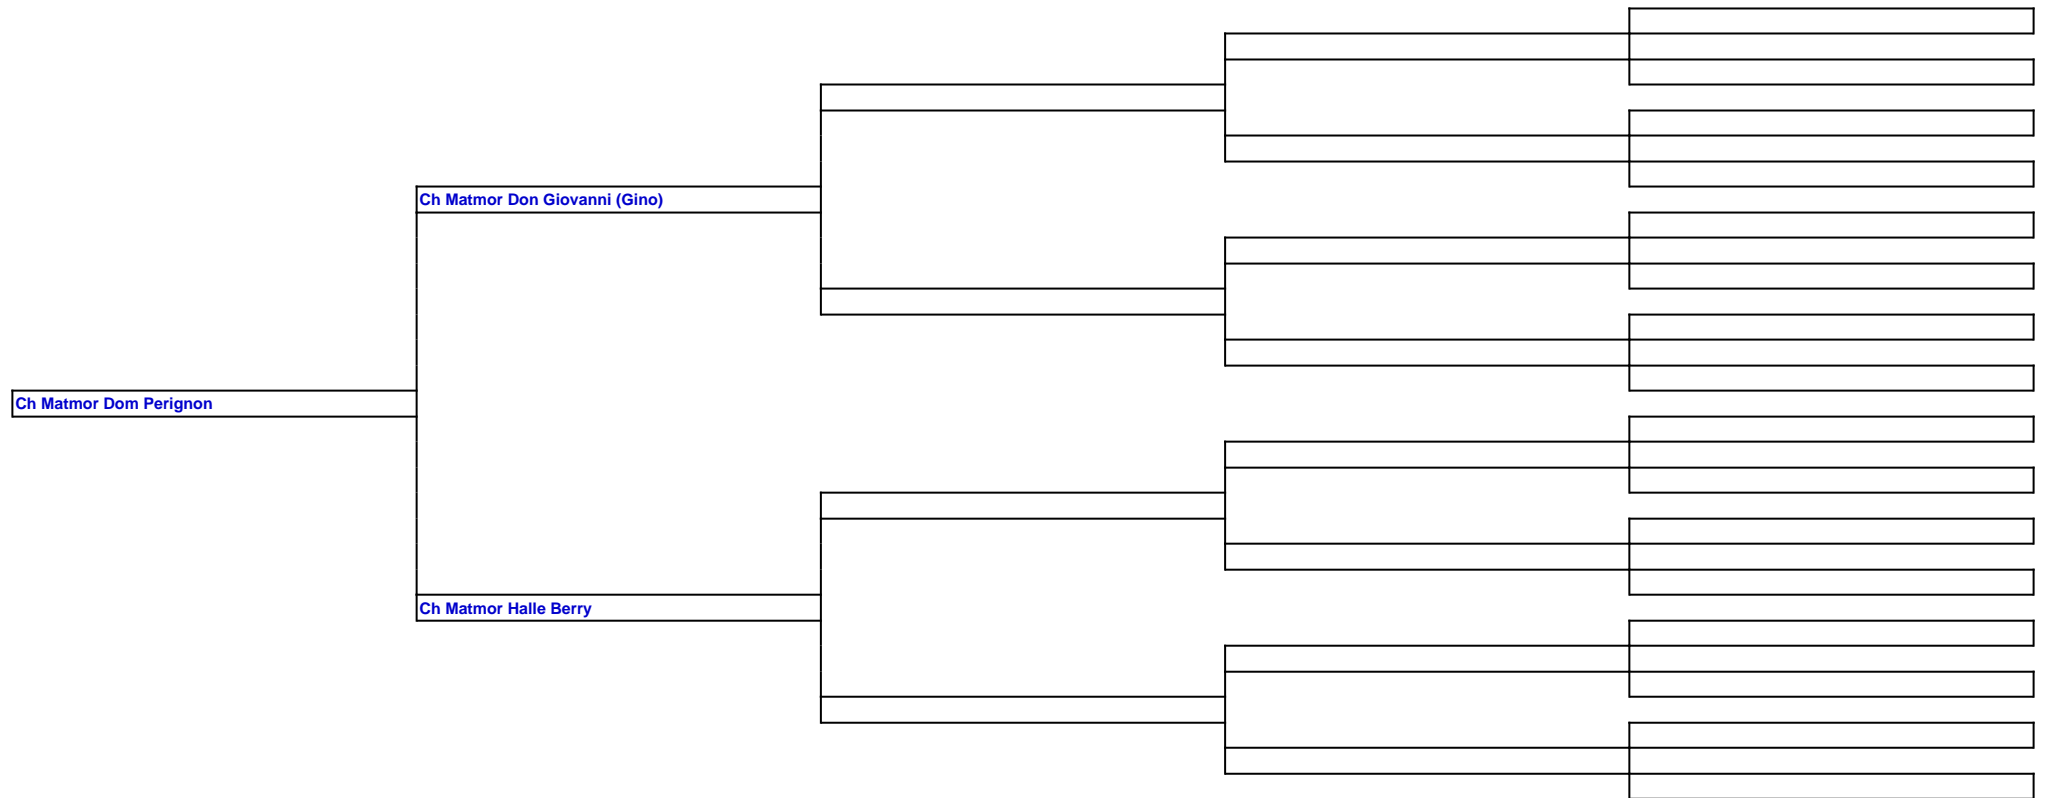 Ch Matmor Don Giovanni (Gino)
Ch Matmor Dom Perignon
Ch Matmor Halle Berry